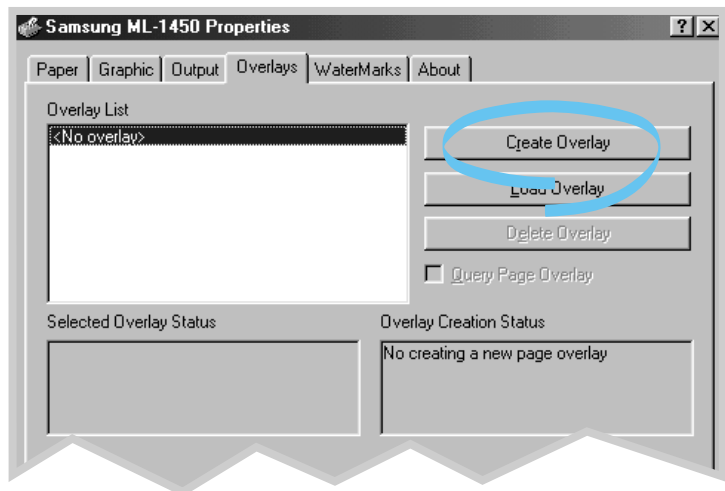 Samsung ML-1450 Properties
Paper Graphic Output Overlays WaterMarks About
Overlay List
<No overlay>
Create Overlay
Load Overlay
Delete Overlay
Query Page Overlay
Selected Overlay Status
Overlay Creation Status
No creating a new page overlay